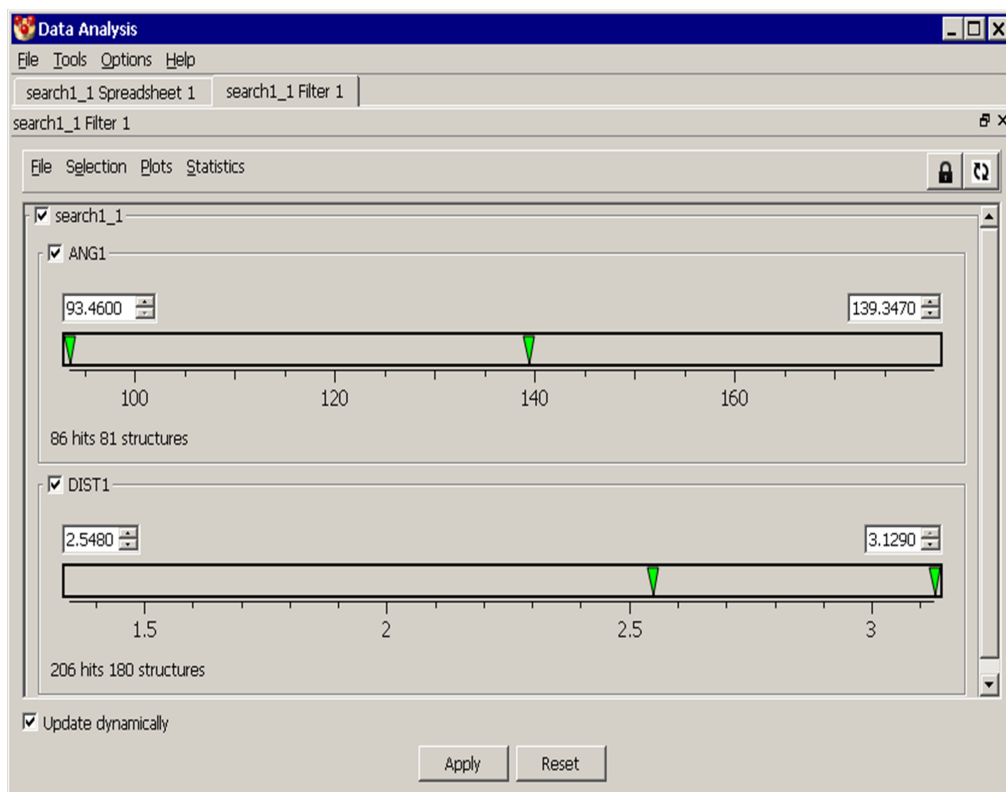 Data Analysis
File Tools Options Help
search1_1 Spreadsheet 1 search1_1 Filter 1
search1_1 Filter 1
File Selection Plots Statistics
search1_1
ANG1
93.4600 139.3470
100 120 140 160
86 hits 81 structures
DIST1
2.5480 3.1290
1.5 2 2.5 3
206 hits 180 structures
Update dynamically
Apply Reset